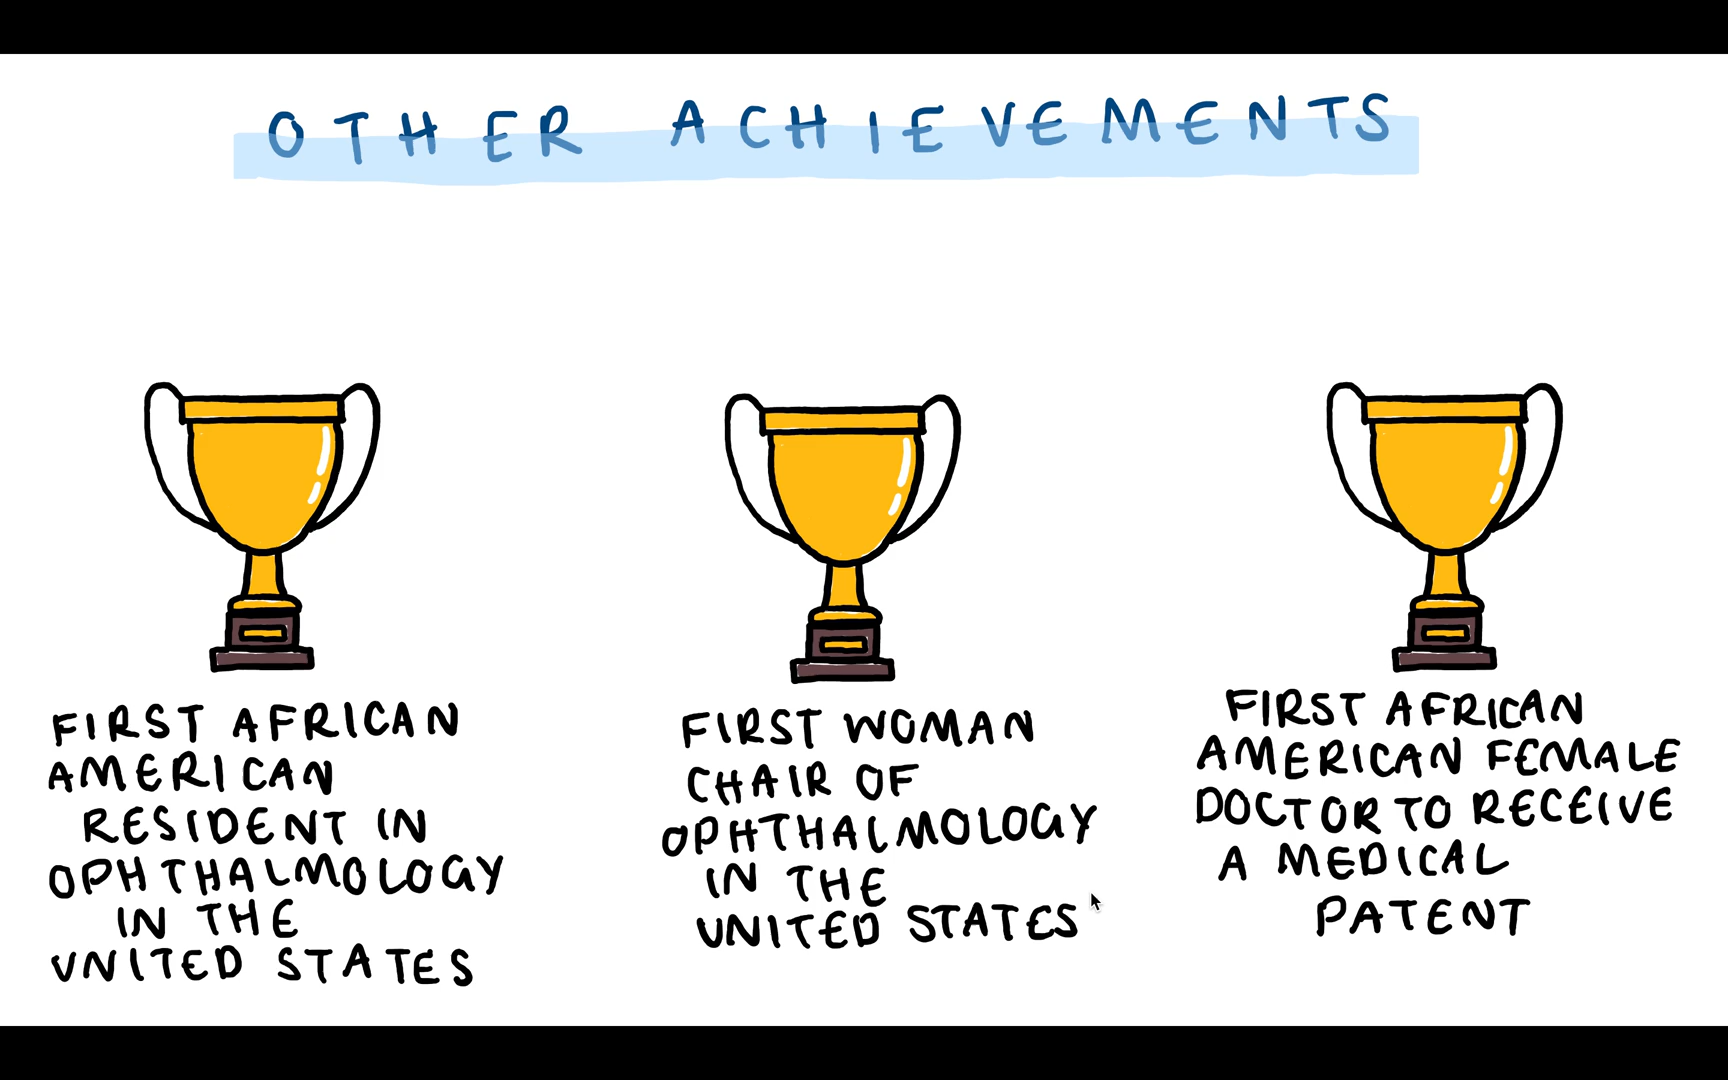 OTHER ACHIEVEMENTS
FIRST AFRICAN
AMERICAN
RESIDENT IN
OPHTHALMOLOGY
IN THE
UNITED STATES
FIRST WOMAN
CHAIR OF
OPHTHALMOLOGY
IN THE
UNITED STATES
FIRST AFRICAN
AMERICAN FEMALE
DOCTOR TO RECEIVE
A MEDICAL
PATENT